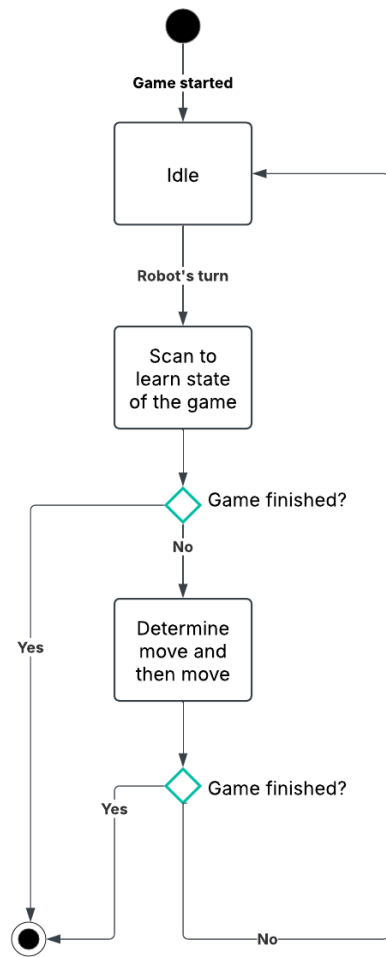 Game started
Idle
Robot's turn
Scan to
learn state
of the game
Game finished?
No
Yes
Determine
move and
then move
Game finished?
Yes
No